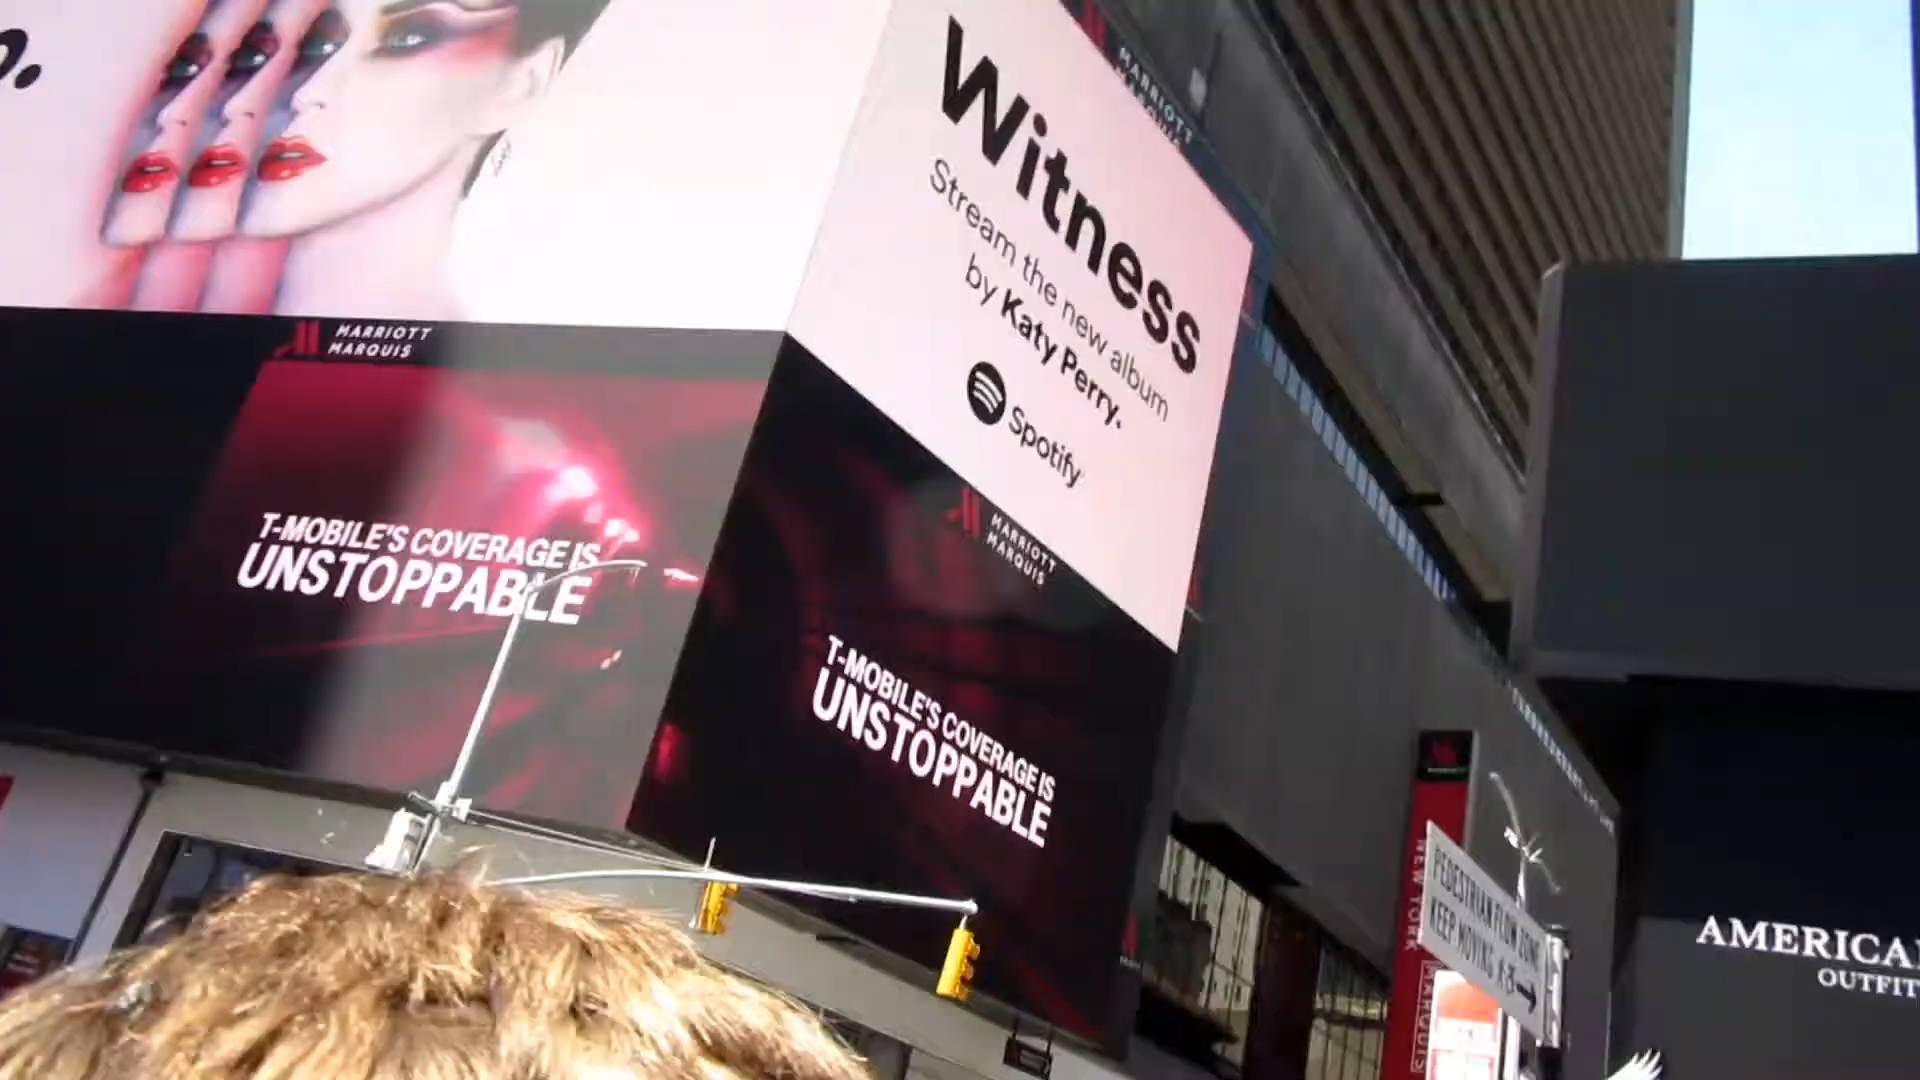 Witness
Stream the new album
by Katy Perry.
Spotify
MARRIOTT
MARQUIS
MARRIOTT
MARQUIS
T-MOBILE'S COVERAGE IS
UNSTOPPABLE
MARRIOTT
MARQUIS
T-MOBILE'S COVERAGE IS
UNSTOPPABLE
NEW YORK
MARQUIS
PEDESTRIAN FLOW ZONE
KEEP MOVING
AMERICA
OUTFIT